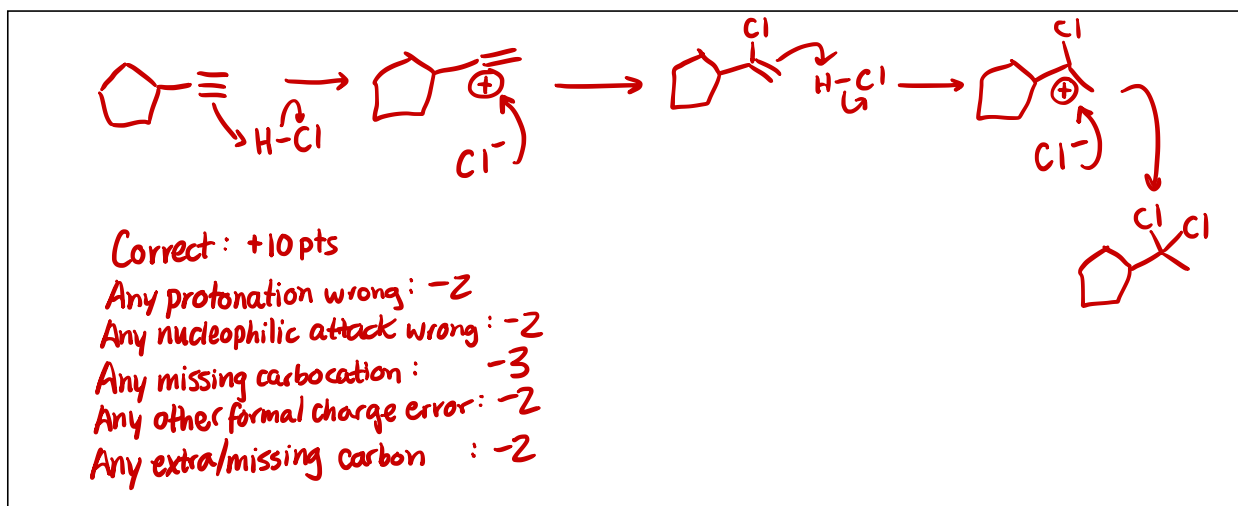 Cl
Cl
H-Cl
+
Cl⁻
H-Cl
+
Cl⁻
Cl
Cl
Correct: +10 pts
Any protonation wrong: -2
Any nucleophilic attack wrong: -2
Any missing carbocation: -3
Any other formal charge error: -2
Any extra/missing carbon : -2